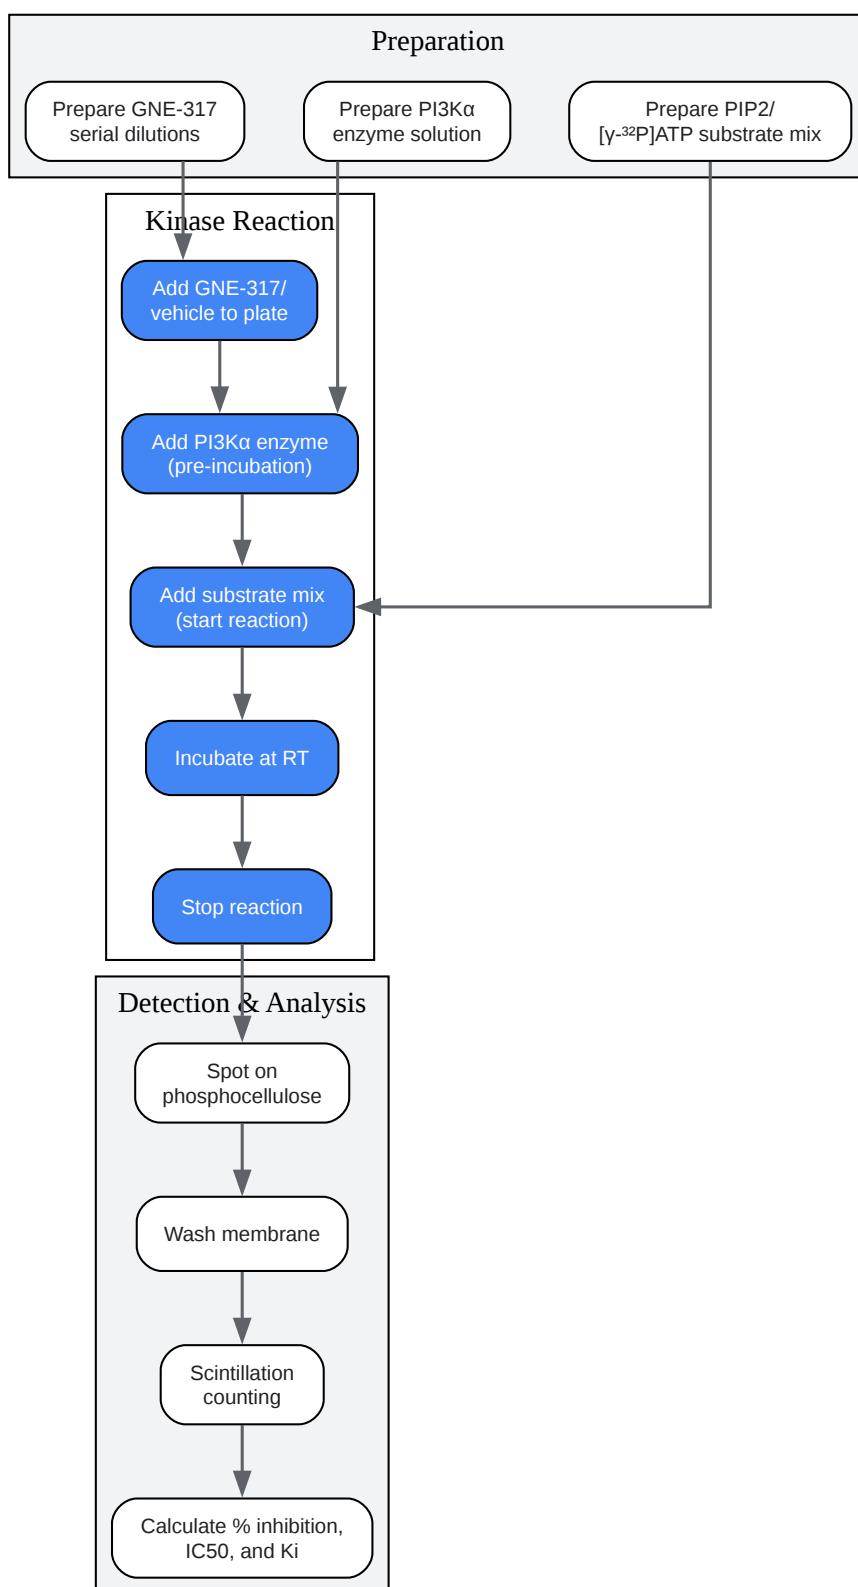 Preparation
Prepare GNE-317
serial dilutions
Prepare PI3Kα
enzyme solution
Prepare PIP2/
[γ-³²P]ATP substrate mix
Kinase Reaction
Add GNE-317/
vehicle to plate
Add PI3Kα enzyme
(pre-incubation)
Add substrate mix
(start reaction)
Incubate at RT
Stop reaction
Detection & Analysis
Spot on
phosphocellulose
Wash membrane
Scintillation
counting
Calculate % inhibition,
IC50, and Ki